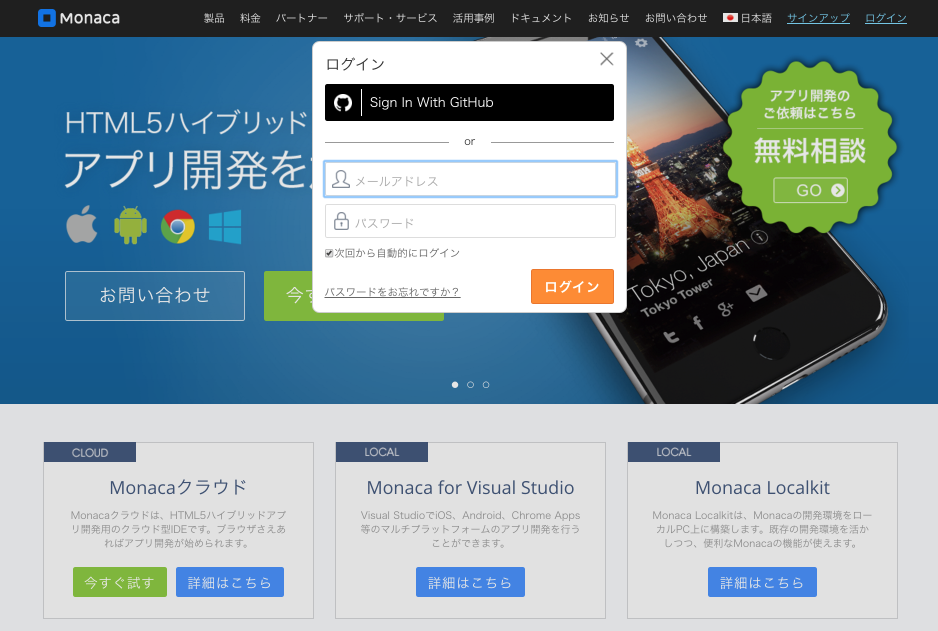 Monaca
製品 料金 パートナー サポート・サービス 活用事例 ドキュメント お知らせ お問い合わせ 日本語 サインアップ ログイン
HTML5ハイブリッド
アプリ開発を
お問い合わせ
今す
ログイン
Sign In With GitHub
or
メールアドレス
パスワード
次回から自動的にログイン
パスワードをお忘れですか？
ログイン
アプリ開発の
ご依頼はこちら
無料相談
GO
Tokyo, Japan
Tokyo Tower
CLOUD
Monacaクラウド
Monacaクラウドは、HTML5ハイブリッドアプ
リ開発用のクラウド型IDEです。ブラウザさえあ
ればアプリ開発が始められます。
今すぐ試す
詳細はこちら
LOCAL
Monaca for Visual Studio
Visual StudioでiOS、Android、Chrome Apps
等のマルチプラットフォームのアプリ開発を行う
ことができます。
詳細はこちら
LOCAL
Monaca Localkit
Monaca Localkitは、Monacaの開発環境をロー
カルPC上に構築します。既存の開発環境を活か
しつつ、便利なMonacaの機能が使えます。
詳細はこちら